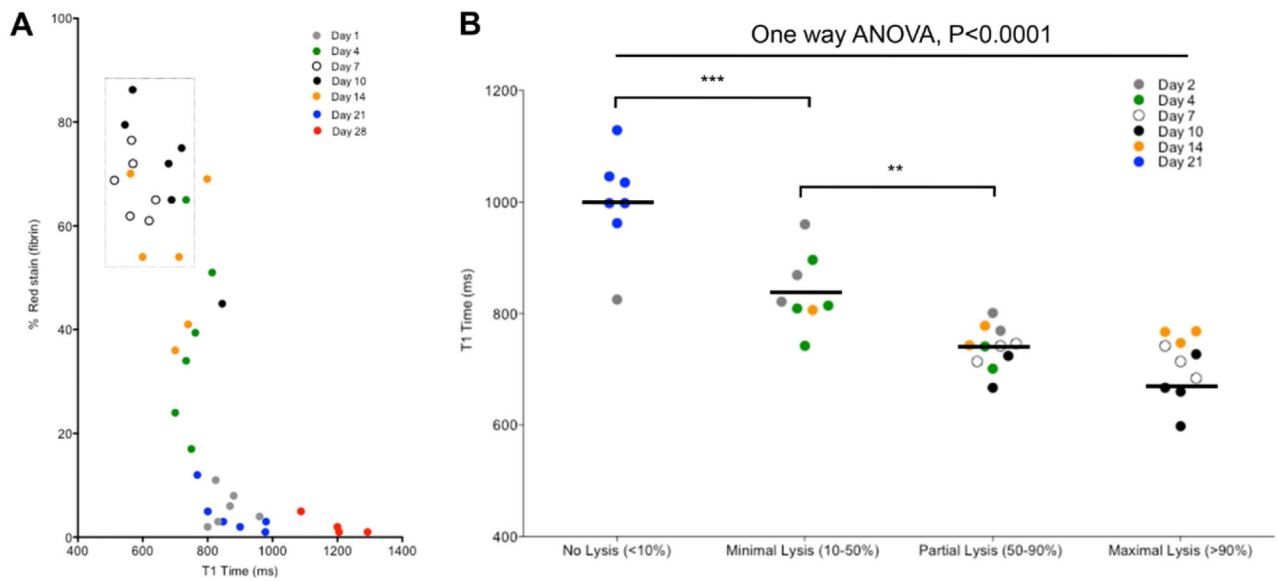 A
100
80
60
40
20
0
% Red stain (fibrin)
Day 1
Day 4
Day 7
Day 10
Day 14
Day 21
Day 28
400 600 800 1000 1200 1400
T1 Time (ms)
B
One way ANOVA, P<0.0001
***
**
Day 2
Day 4
Day 7
Day 10
Day 14
Day 21
1200
1000
800
600
400
T1 Time (ms)
No Lysis (<10%) Minimal Lysis (10-50%) Partial Lysis (50-90%) Maximal Lysis (>90%)